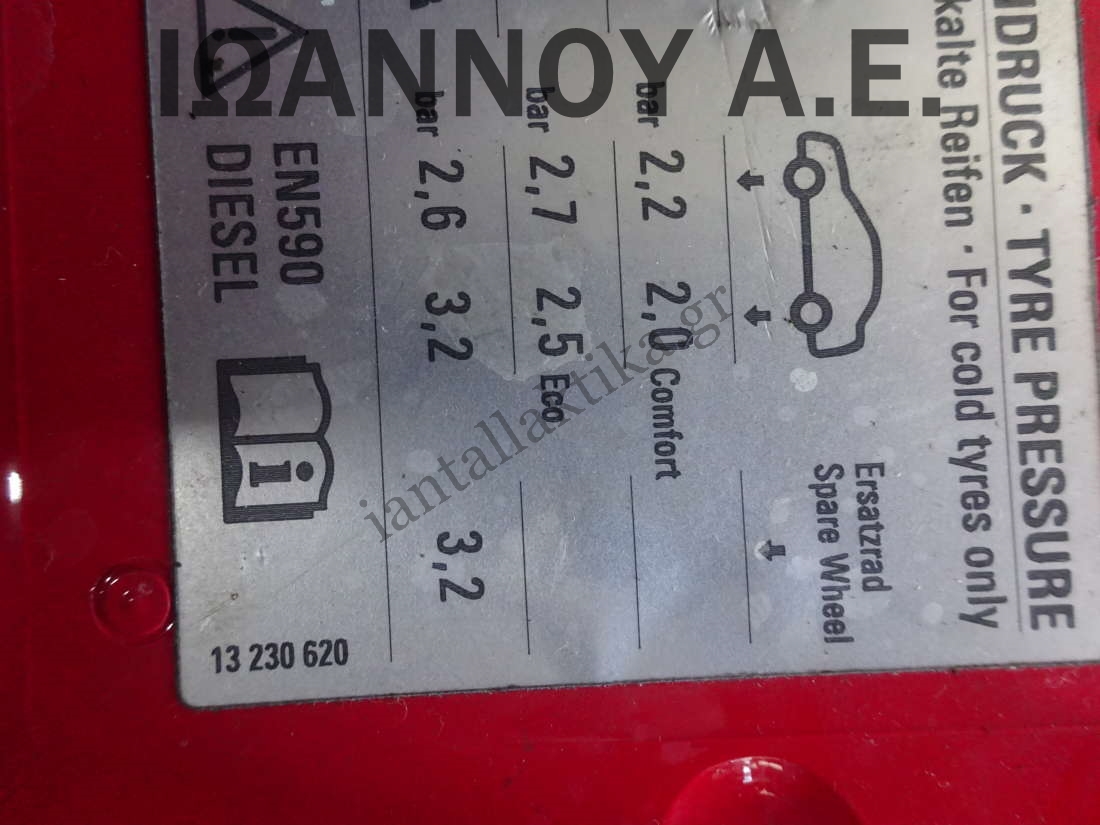 ΙΩΑΝΝΟΥ Α.Ε.
DRUCK · TYRE PRESSURE
kalte Reifen · For cold tyres only
Ersatzrad
Spare Wheel
bar 2,2 2,0 Comfort
bar 2,7 2,5 Eco
bar 2,6 3,2 3,2
EN590
DIESEL
i
13 230 620
iantallaktika.gr